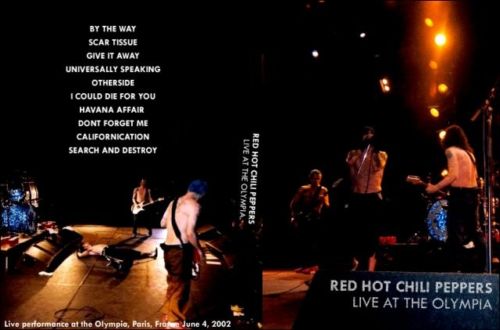 BY THE WAY
SCAR TISSUE
GIVE IT AWAY
UNIVERSALLY SPEAKING
OTHERSIDE
I COULD DIE FOR YOU
HAVANA AFFAIR
DONT FORGET ME
CALIFORNICATION
SEARCH AND DESTROY
Live performance at the Olympia, Paris, France June 4, 2002
RED HOT CHILI PEPPERS
LIVE AT THE OLYMPIA.
RED HOT CHILI PEPPERS
LIVE AT THE OLYMPIA